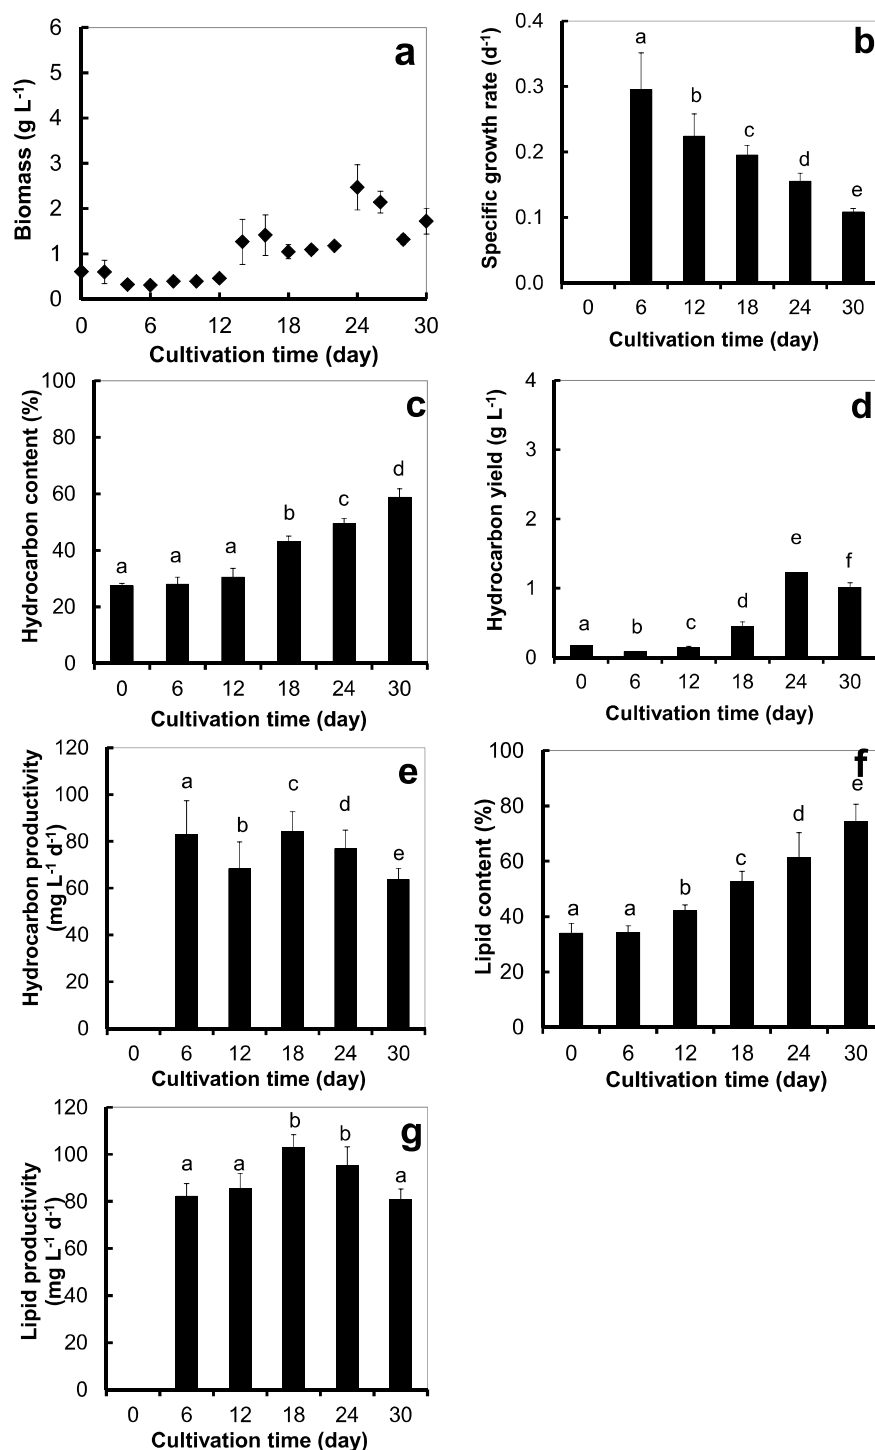 a
Biomass (g L-1)
6
5
4
3
2
1
0
0 6 12 18 24 30
Cultivation time (day)
b
Specific growth rate (d-1)
0.4
0.3
0.2
0.1
0.0
a
b
c
d
e
0 6 12 18 24 30
Cultivation time (day)
c
Hydrocarbon content (%)
100
80
60
40
20
0
a
a
a
b
c
d
0 6 12 18 24 30
Cultivation time (day)
d
Hydrocarbon yield (g L-1)
4
3
2
1
0
a
b
c
d
e
f
0 6 12 18 24 30
Cultivation time (day)
e
Hydrocarbon productivity
(mg L-1 d-1)
120
100
80
60
40
20
0
a
b
c
d
e
0 6 12 18 24 30
Cultivation time (day)
f
Lipid content (%)
100
80
60
40
20
0
a
a
b
c
d
e
0 6 12 18 24 30
Cultivation time (day)
g
Lipid productivity
(mg L-1 d-1)
120
100
80
60
40
20
0
a
a
b
b
a
0 6 12 18 24 30
Cultivation time (day)